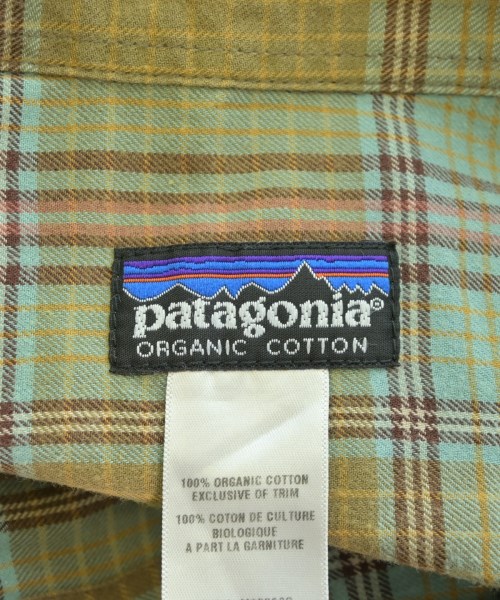 patagonia®
ORGANIC COTTON
100% ORGANIC COTTON
EXCLUSIVE OF TRIM
100% COTON DE CULTURE
BIOLOGIQUE
A PART LA GARNITURE